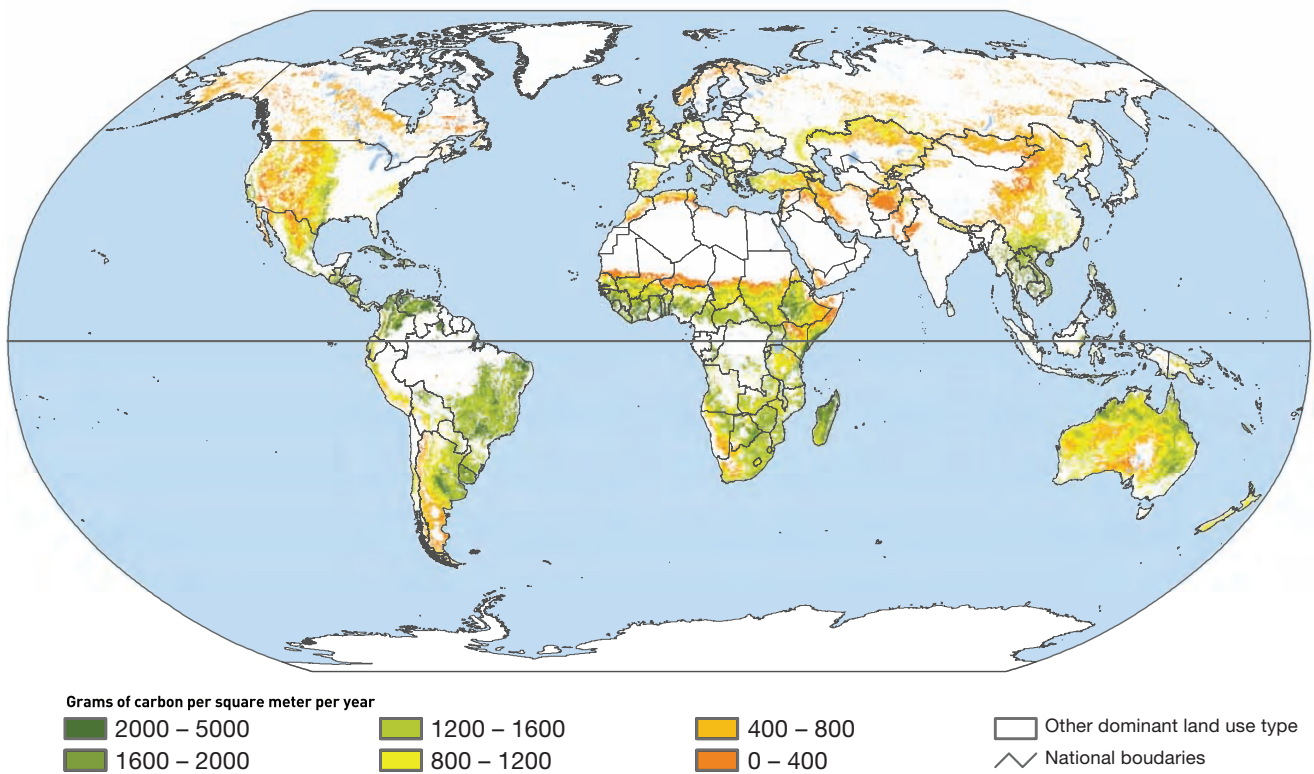 Grams of carbon per square meter per year
2000 – 5000
1600 – 2000
1200 – 1600
800 – 1200
400 – 800
0 – 400
Other dominant land use type
National boudaries